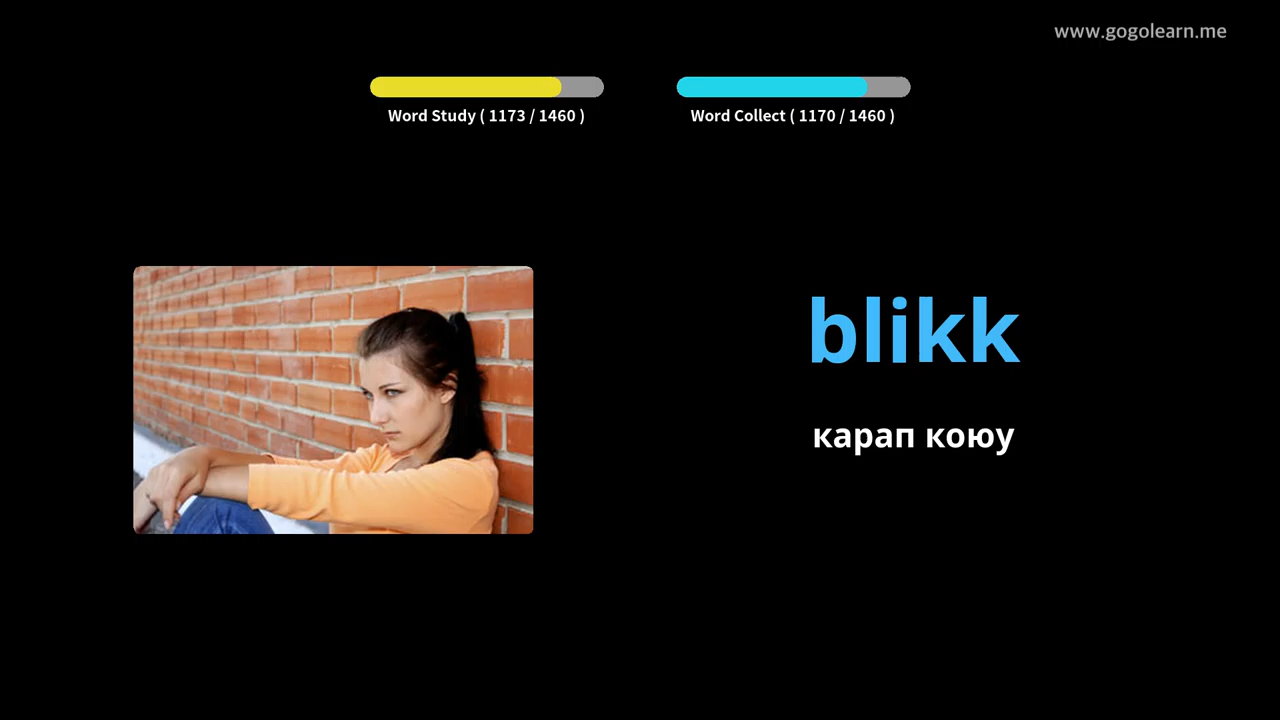 www.gogolearn.me
Word Study ( 1173 / 1460 )
Word Collect ( 1170 / 1460 )
blikk
карап коюу